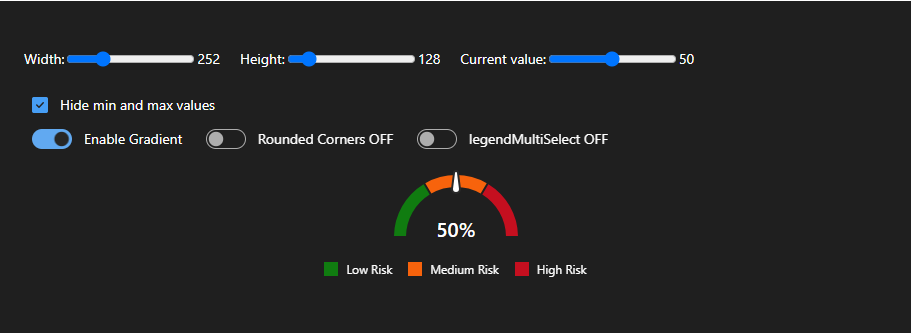 Width: 252 Height: 128 Current value: 50
Hide min and max values
Enable Gradient Rounded Corners OFF legendMultiSelect OFF
50%
Low Risk Medium Risk High Risk